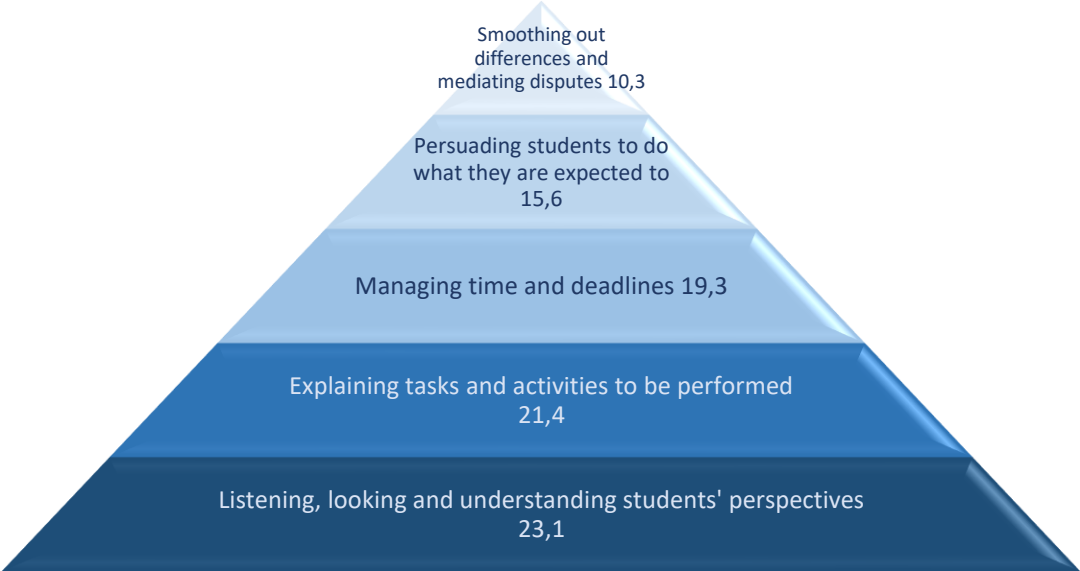 Smoothing out
differences and
mediating disputes 10,3
Persuading students to do
what they are expected to
15,6
Managing time and deadlines 19,3
Explaining tasks and activities to be performed
21,4
Listening, looking and understanding students' perspectives
23,1